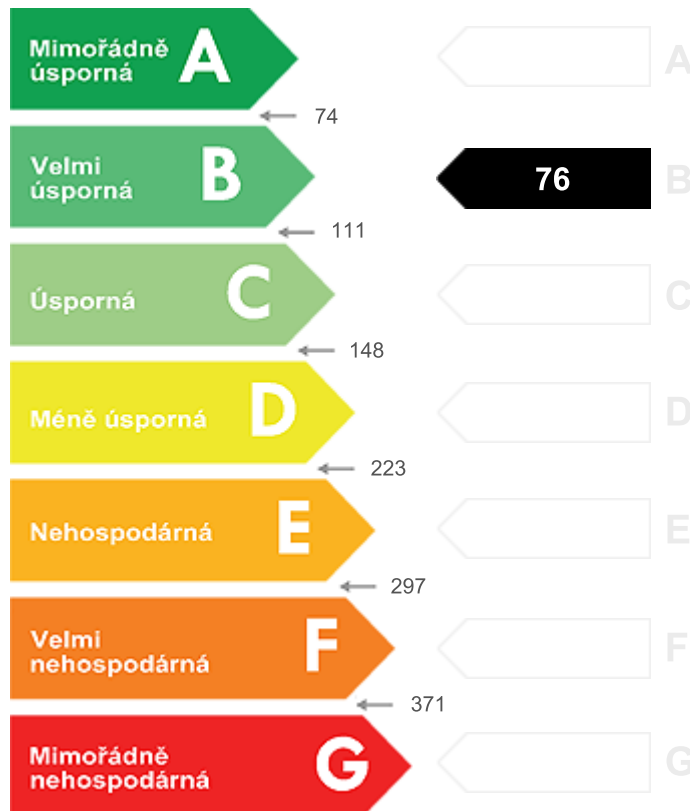 Mimořádně
úsporná
A
A
74
Velmi
úsporná
B
76
B
111
Úsporná
C
C
148
Méně úsporná
D
D
223
Nehospodárná
E
E
297
Velmi
nehospodárná
F
F
371
Mimořádně
nehospodárná
G
G